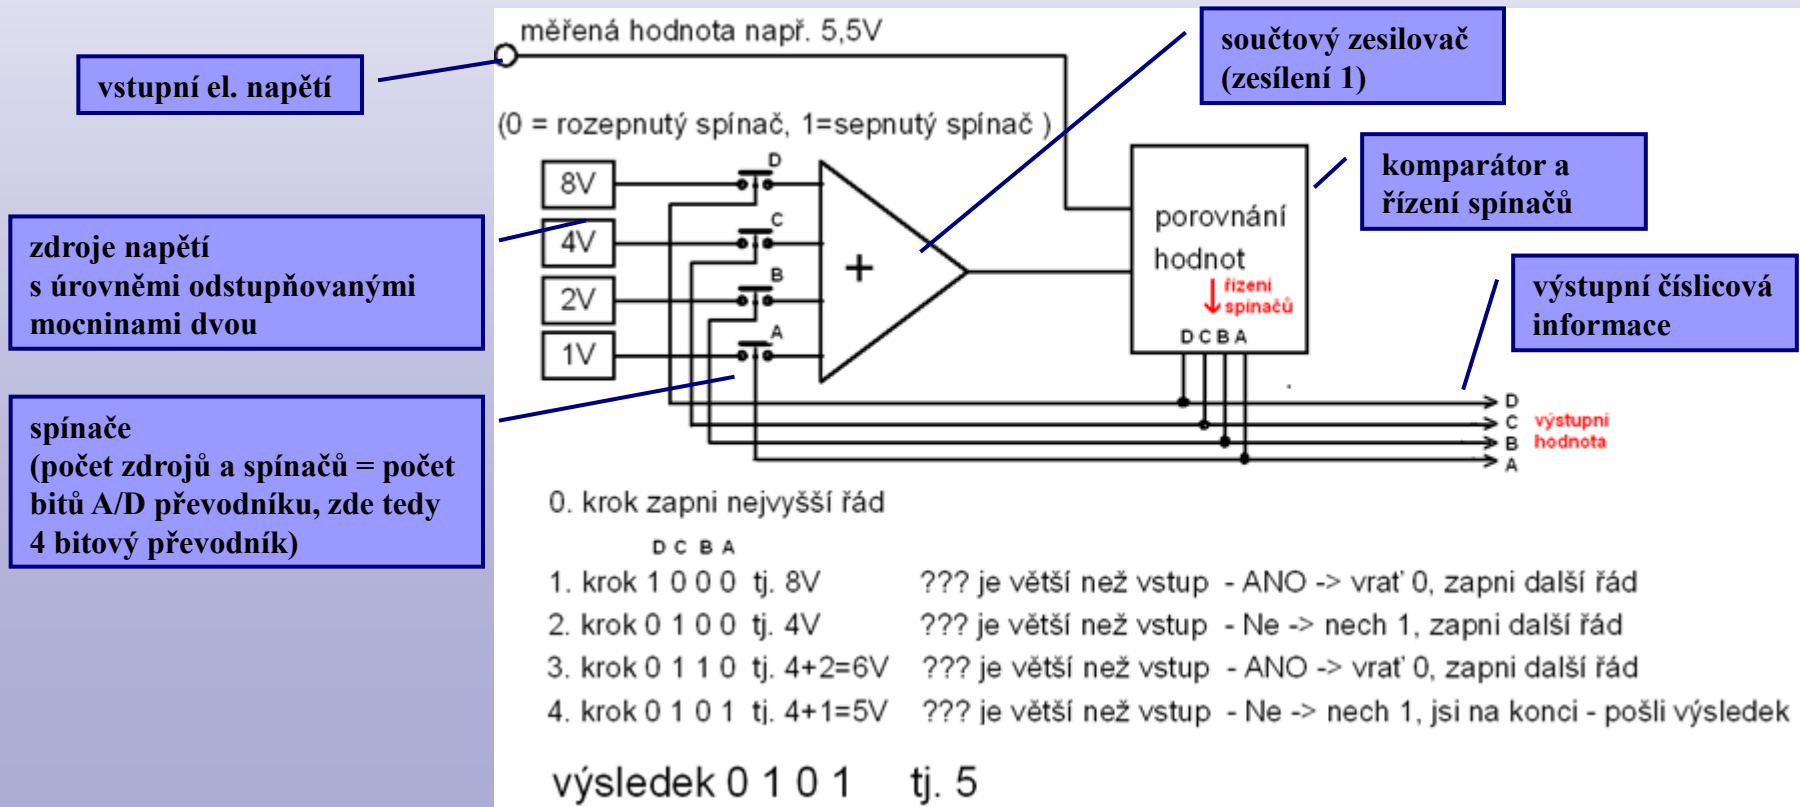 měřená hodnota např. 5,5V
vstupní el. napětí
součtový zesilovač
(zesílení 1)
(0 = rozepnutý spínač, 1=sepnutý spínač )
komparátor a
řízení spínačů
zdroje napětí
s úrovněmi odstupňovanými
mocninami dvou
8V
4V
2V
1V
D
C
B
A
+
porovnání
hodnot
řízení
spínačů
D C B A
výstupní číslicová
informace
spínače
(počet zdrojů a spínačů = počet
bitů A/D převodníku, zde tedy
4 bitový převodník)
D
C
B
A
výstupní
hodnota
0. krok zapni nejvyšší řád
D C B A
1. krok 1 0 0 0 tj. 8V ??? je větší než vstup - ANO -> vrať 0, zapni další řád
2. krok 0 1 0 0 tj. 4V ??? je větší než vstup - Ne -> nech 1, zapni další řád
3. krok 0 1 1 0 tj. 4+2=6V ??? je větší než vstup - ANO -> vrať 0, zapni další řád
4. krok 0 1 0 1 tj. 4+1=5V ??? je větší než vstup - Ne -> nech 1, jsi na konci - pošli výsledek
výsledek 0 1 0 1 tj. 5